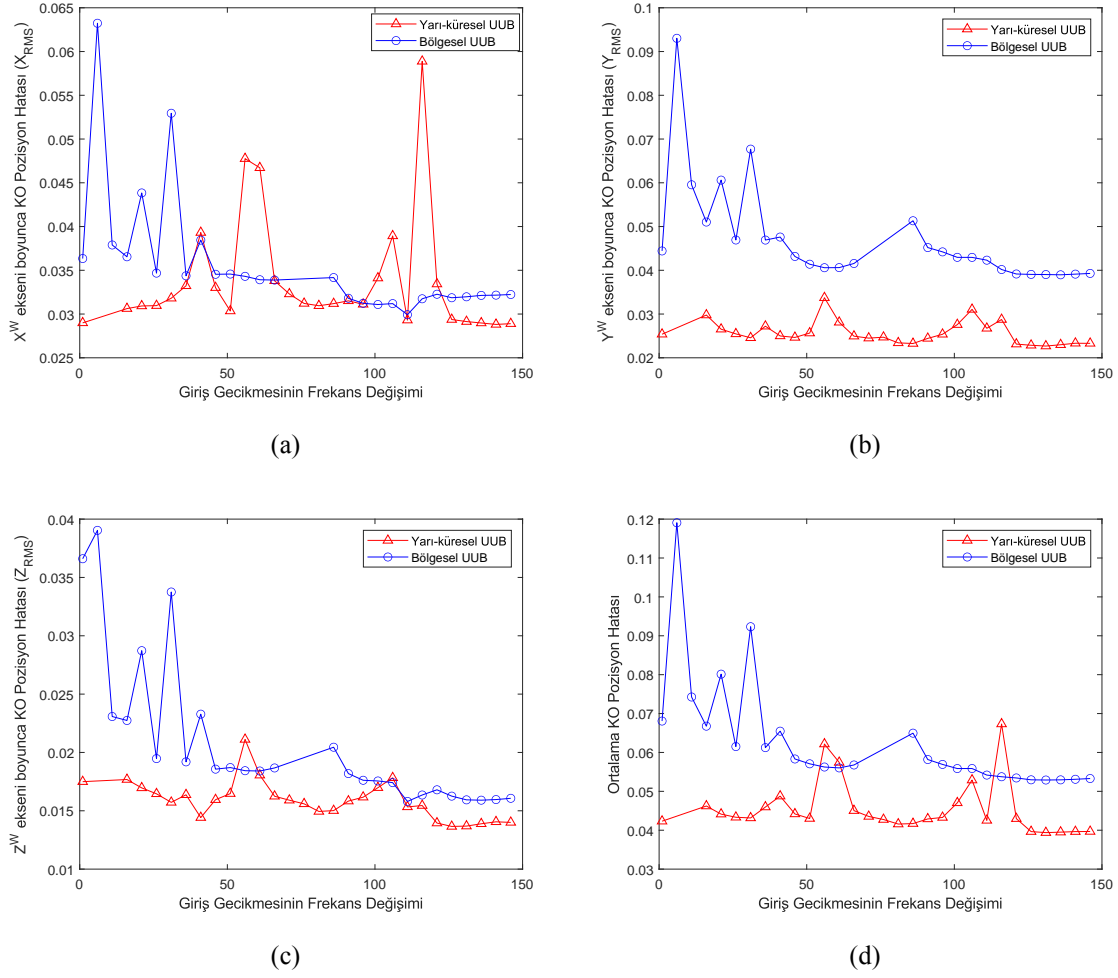 0.065
0.06
0.055
0.05
0.045
0.04
0.035
0.03
0.025
0
50
100
150
X^W ekseni boyunca KO Pozisyon Hatası (X_RMS)
Giriş Gecikmesinin Frekans Değişimi
Yarı-küresel UUB
Bölgesel UUB
(a)
0.1
0.09
0.08
0.07
0.06
0.05
0.04
0.03
0.02
0
50
100
150
Y^W ekseni boyunca KO Pozisyon Hatası (Y_RMS)
Giriş Gecikmesinin Frekans Değişimi
Yarı-küresel UUB
Bölgesel UUB
(b)
0.04
0.035
0.03
0.025
0.02
0.015
0.01
0
50
100
150
Z^W ekseni boyunca KO Pozisyon Hatası (Z_RMS)
Giriş Gecikmesinin Frekans Değişimi
Yarı-küresel UUB
Bölgesel UUB
(c)
0.12
0.11
0.1
0.09
0.08
0.07
0.06
0.05
0.04
0.03
0
50
100
150
Ortalama KO Pozisyon Hatası
Giriş Gecikmesinin Frekans Değişimi
Yarı-küresel UUB
Bölgesel UUB
(d)